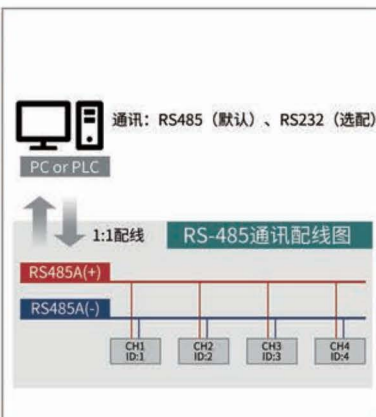 通讯：RS485（默认）、RS232（选配）
PC or PLC
1:1配线
RS-485通讯配线图
RS485A(+)
RS485A(-)
CH1 CH2 CH3 CH4
ID:1 ID:2 ID:3 ID:4